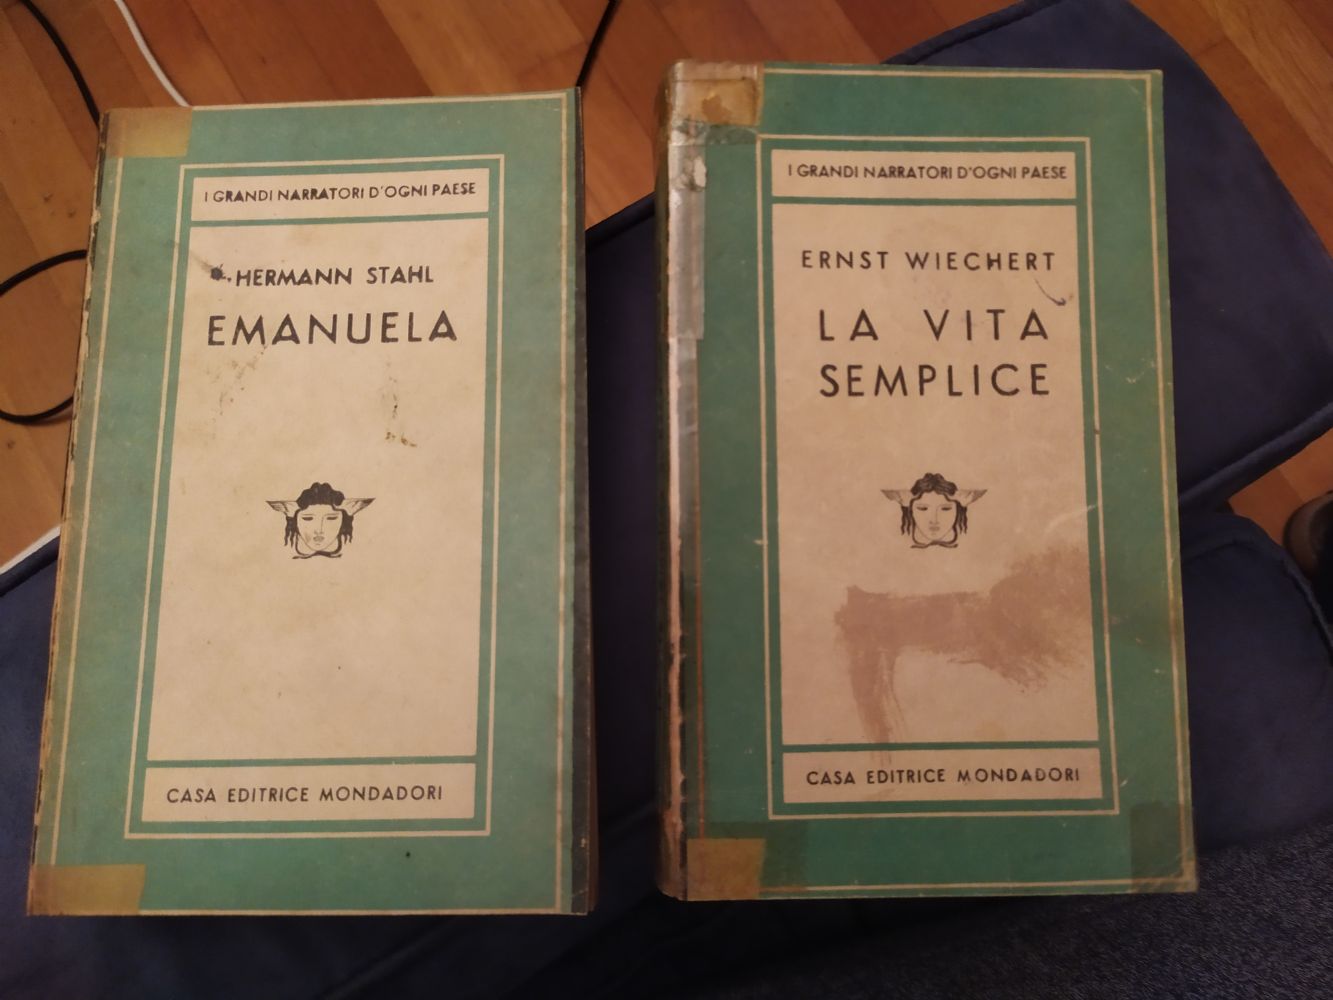 I GRANDI NARRATORI D'OGNI PAESE
HERMANN STAHL
EMANUELA
CASA EDITRICE MONDADORI
I GRANDI NARRATORI D'OGNI PAESE
ERNST WIECHERT
LA VITA
SEMPLICE
CASA EDITRICE MONDADORI